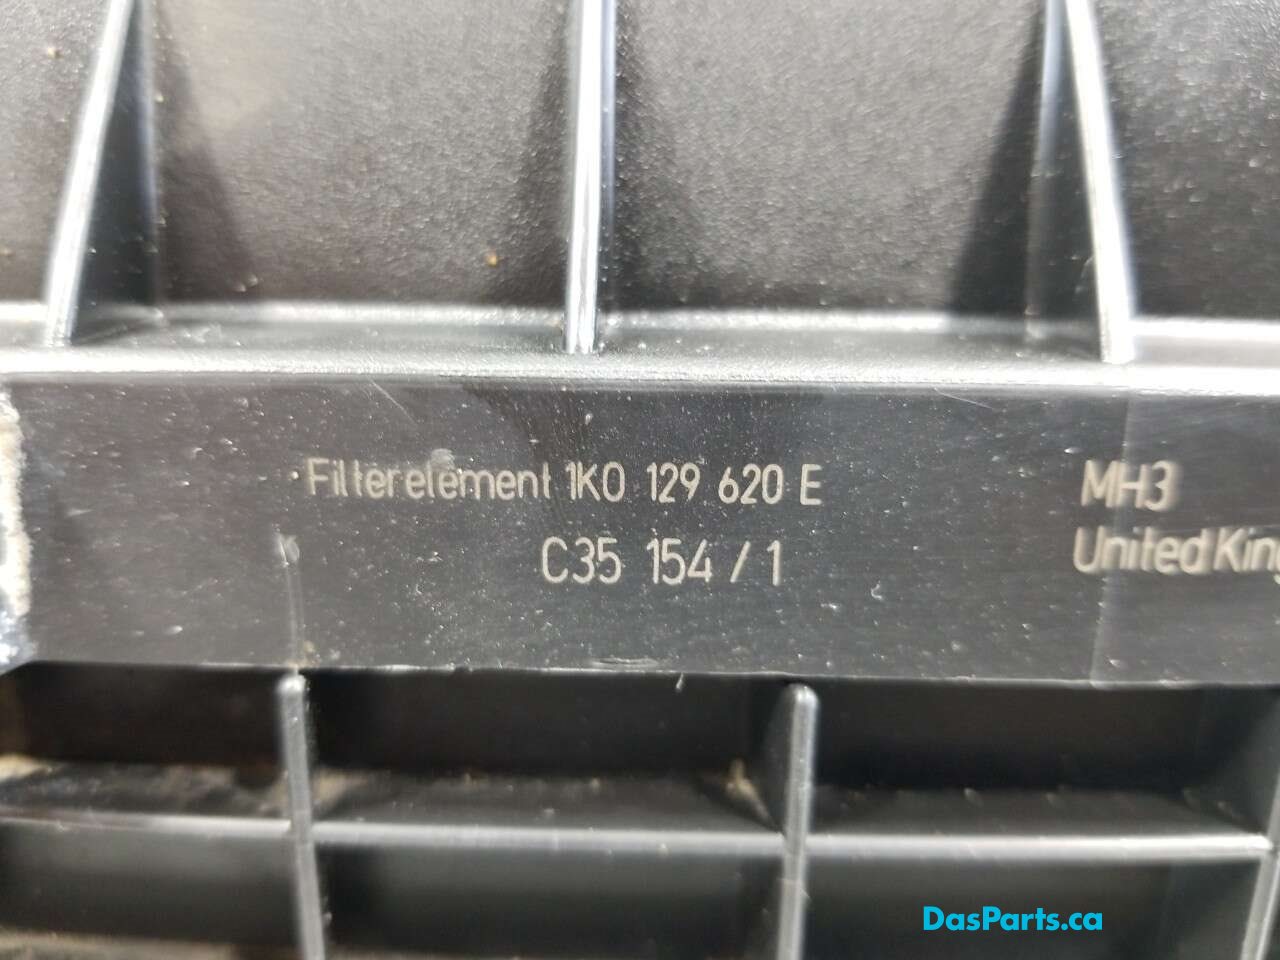 Filterelement 1K0 129 620 E
C35 154 / 1
MH3
United King
DasParts.ca